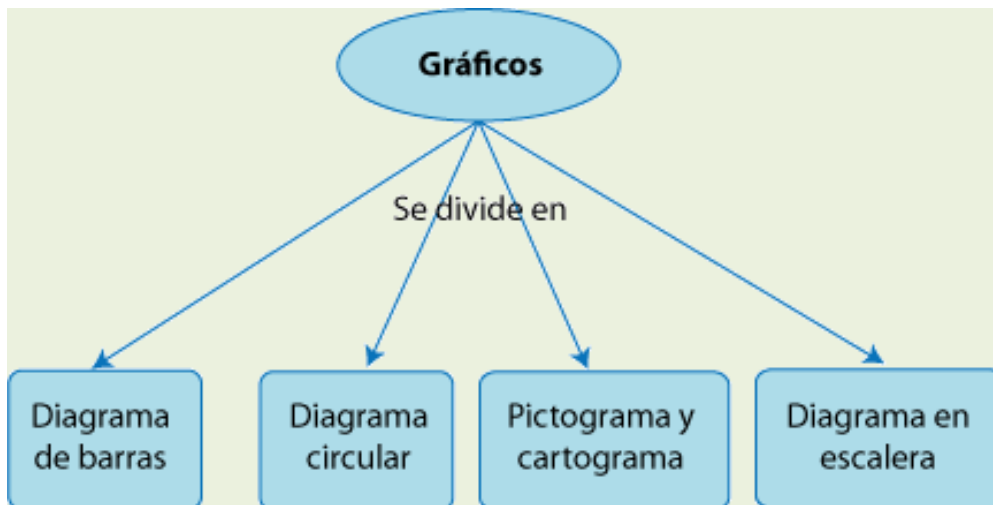 Gráficos
Se divide en
Diagrama
de barras
Diagrama
circular
Pictograma y
cartograma
Diagrama en
escalera